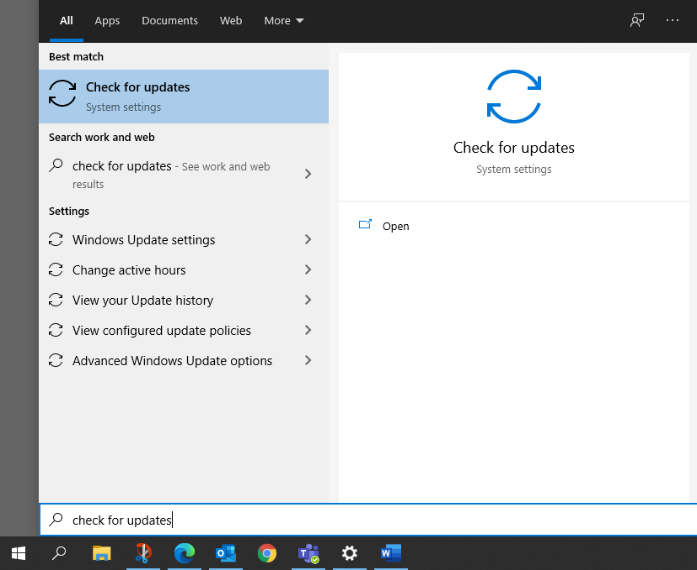 All Apps Documents Web More
Best match
Check for updates
System settings
Search work and web
check for updates - See work and web
results
Settings
Windows Update settings
Change active hours
View your Update history
View configured update policies
Advanced Windows Update options
Check for updates
System settings
Open
check for updates